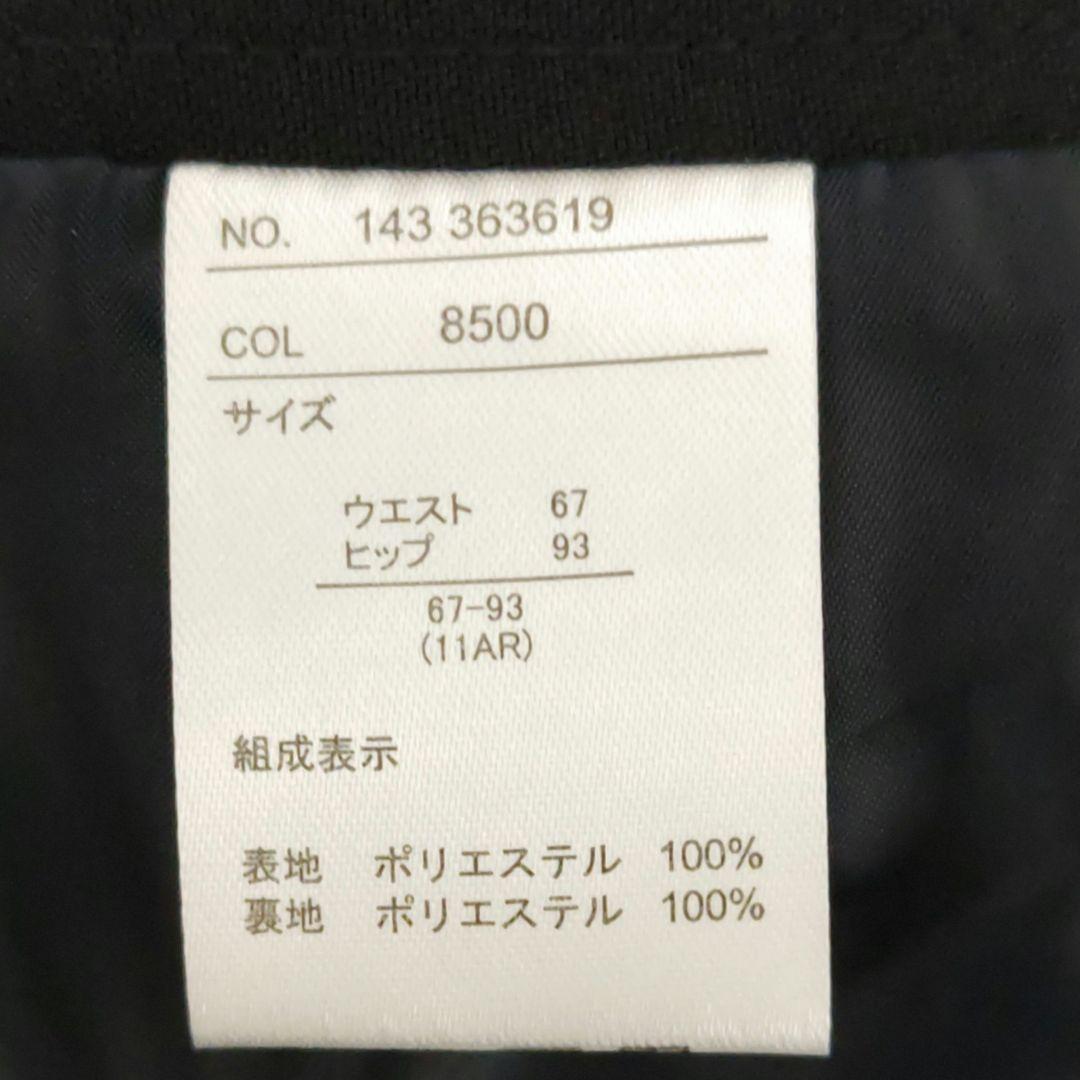 NO. 143 363619
COL 8500
サイズ
ウエスト 67
ヒップ 93
67-93
(11AR)
組成表示
表地 ポリエステル 100%
裏地 ポリエステル 100%